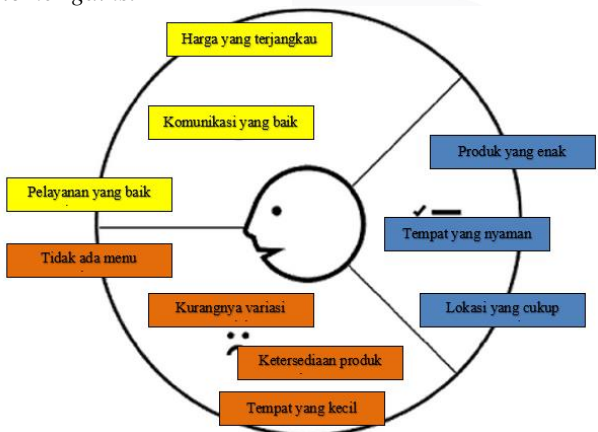 Harga yang terjangkau
Komunikasi yang baik
Pelayanan yang baik
Produk yang enak
Tempat yang nyaman
Lokasi yang cukup
Tidak ada menu
Kurangnya variasi
Ketersediaan produk
Tempat yang kecil